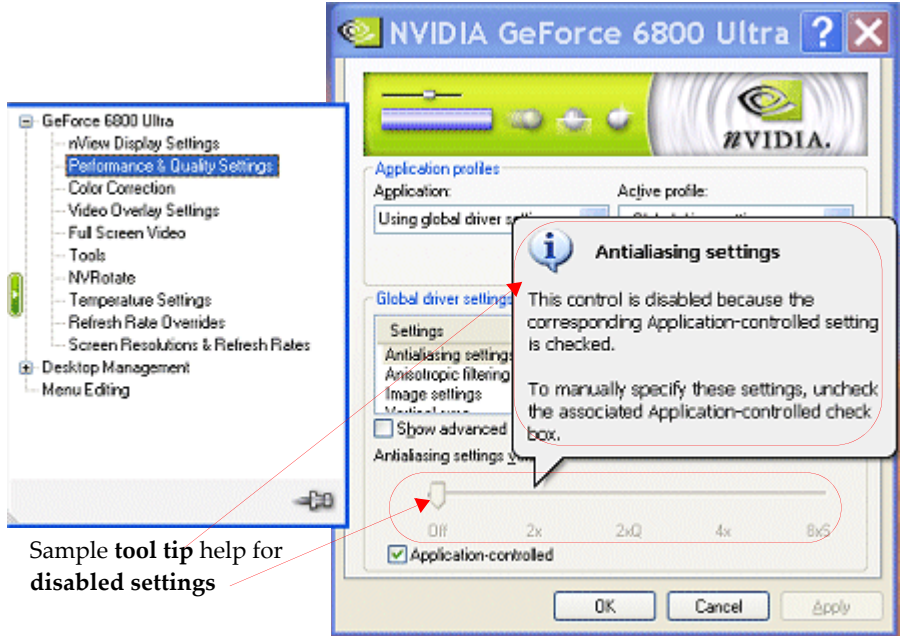 NVIDIA GeForce 6800 Ultra
nVIDIA.
GeForce 6800 Ultra
nView Display Settings
Performance & Quality Settings
Color Correction
Video Overlay Settings
Full Screen Video
Tools
NVRotate
Temperature Settings
Refresh Rate Overrides
Screen Resolutions & Refresh Rates
Desktop Management
Menu Editing
Application profiles
Application:
Active profile:
Using global driver
Global driver settings
Settings
Antialiasing settings
Anisotropic filtering
Image settings
Show advanced
Antialiasing settings
Antialiasing settings
This control is disabled because the
corresponding Application-controlled setting
is checked.
To manually specify these settings, uncheck
the associated Application-controlled check
box.
Off 2x 2xQ 4x 8xS
Application-controlled
OK Cancel Apply
Sample tool tip help for
disabled settings